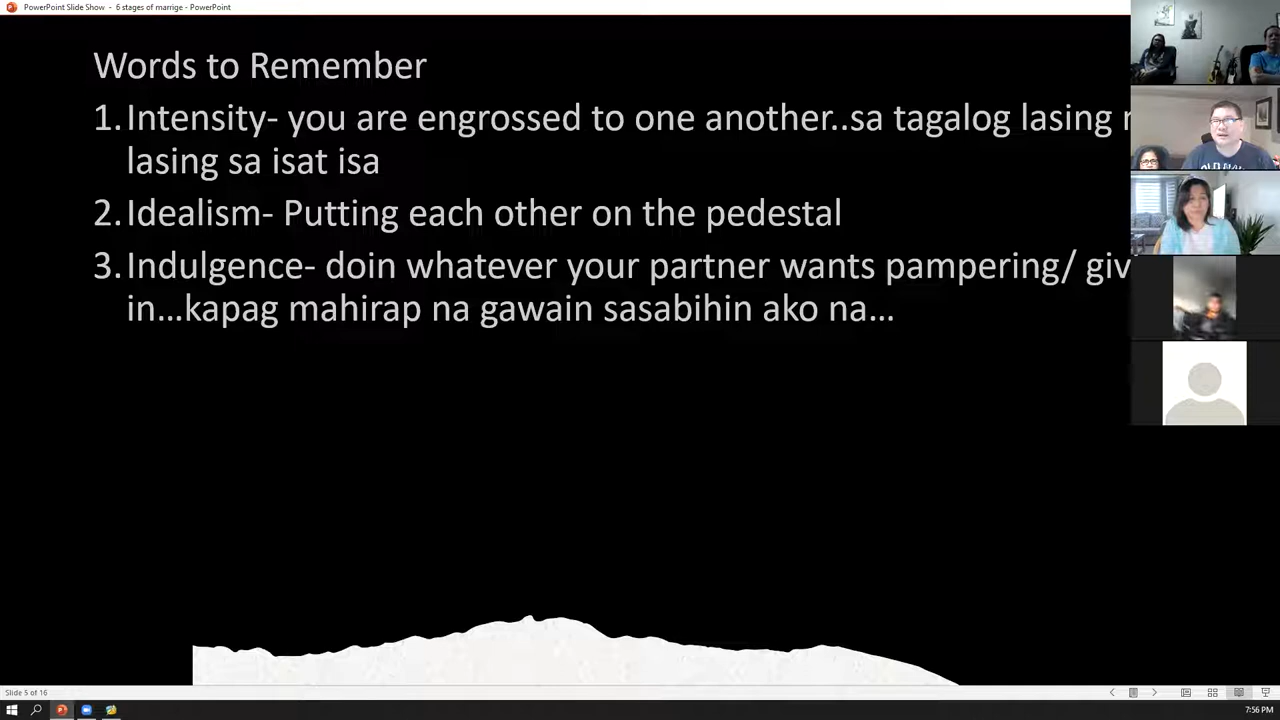 PowerPoint Slide Show - 6 stages of marrige - PowerPoint
Words to Remember
1. Intensity- you are engrossed to one another..sa tagalog lasing
lasing sa isat isa
2. Idealism- Putting each other on the pedestal
3. Indulgence- doin whatever your partner wants pampering/
in...kapag mahirap na gawain sasabihin ako na...
Slide 5 of 16
7:56 PM